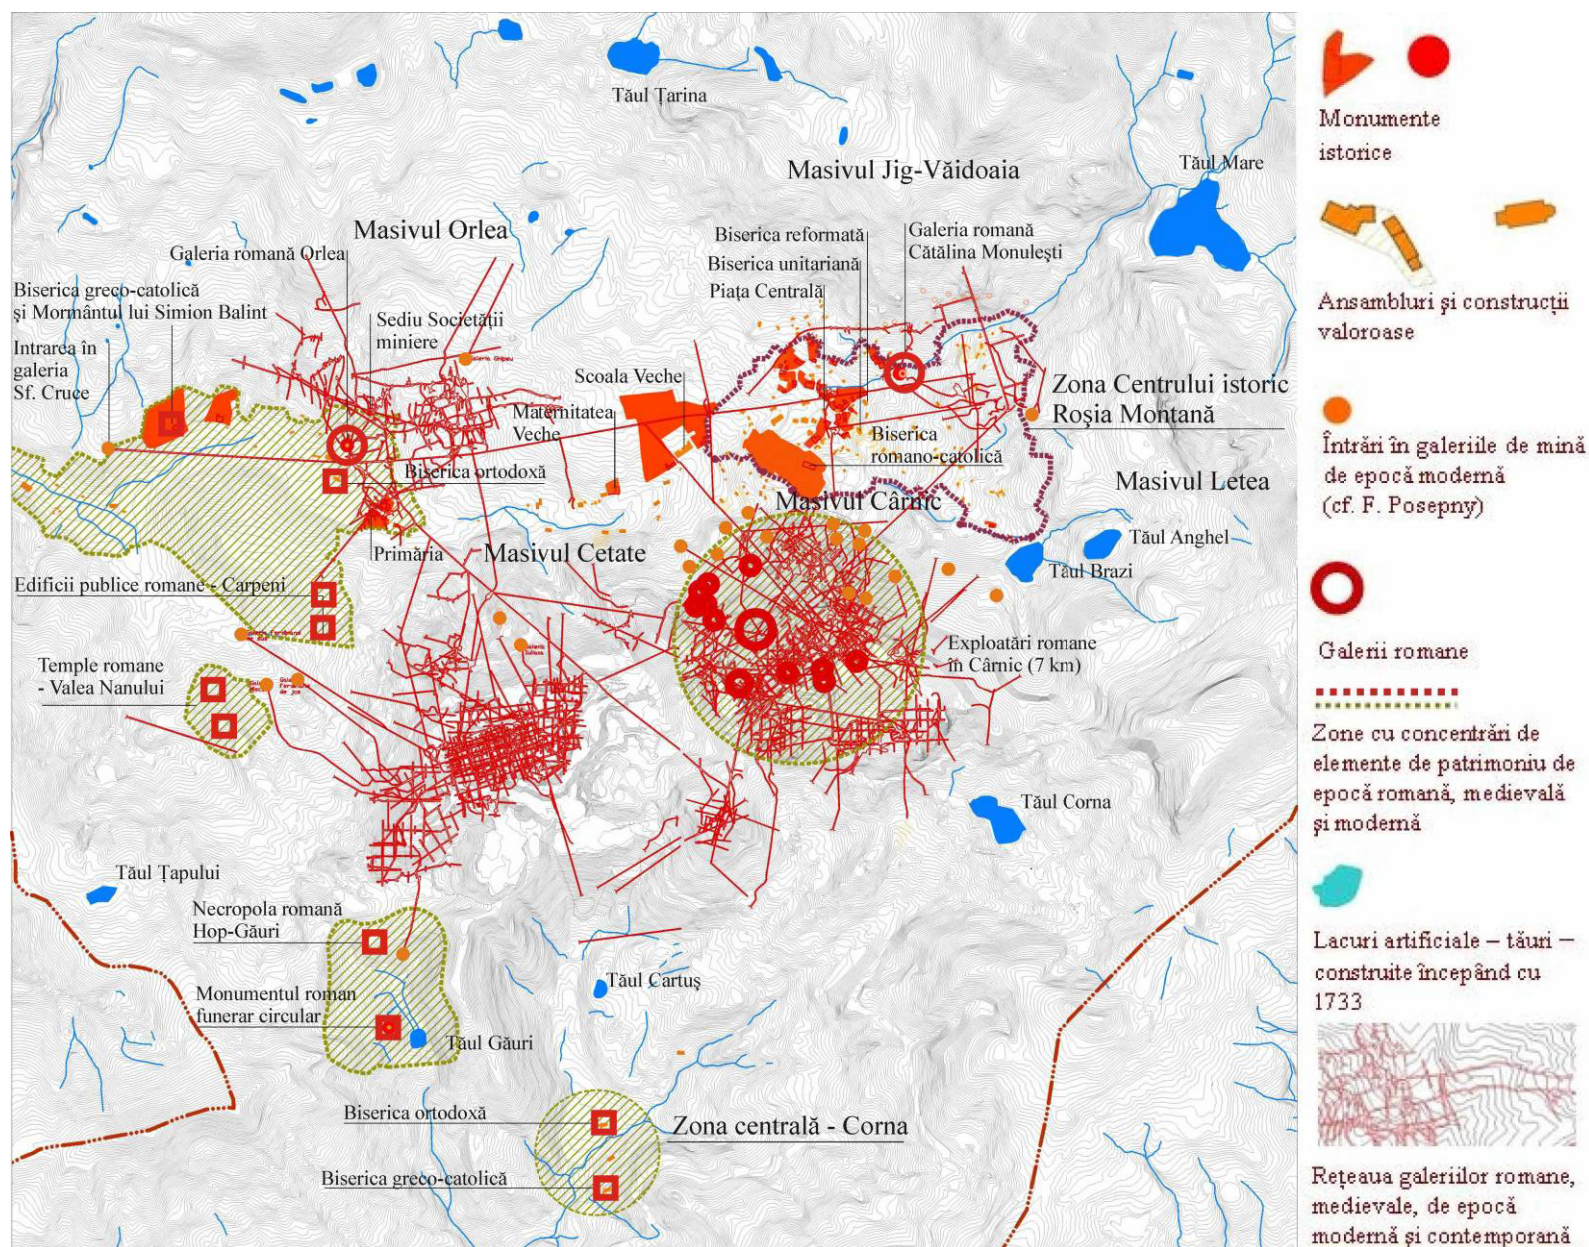 Tăul Țarina
Masivul Jig-Văidoaia
Tăul Mare
Masivul Orlea
Galeria romană Orlea
Biserica reformată
Biserica unitariană
Piața Centrală
Galeria romană
Cătălina Monulești
Biserica greco-catolică
și Mormântul lui Simion Balint
Intrarea în
galeria
Sf. Cruce
Sediu Societății
miniere
Galeria Ghipeu
Scoala Veche
Maternitatea
Veche
Zona Centrului istoric
Roșia Montană
Biserica
romano-catolică
Biserica ortodoxă
Masivul Letea
Masivul Cârnic
Primăria
Masivul Cetate
Tăul Anghel
Tăul Brazi
Edificii publice romane - Carpeni
Temple romane
- Valea Nanului
Exploatări romane
în Cârnic (7 km)
Tăul Corna
Tăul Țapului
Necropola romană
Hop-Găuri
Monumentul roman
funerar circular
Tăul Găuri
Tăul Cartuș
Biserica ortodoxă
Zona centrală - Corna
Biserica greco-catolică
Monumente
istorice
Ansambluri și construcții
valoroase
Întrări în galeriile de mină
de epocă modernă
(cf. F. Posepny)
Galerii romane
Zone cu concentrări de
elemente de patrimoniu de
epocă romană, medievală
și modernă
Lacuri artificiale – tăuri –
construite începând cu
1733
Rețeaua galeriilor romane,
medievale, de epocă
modernă și contemporană